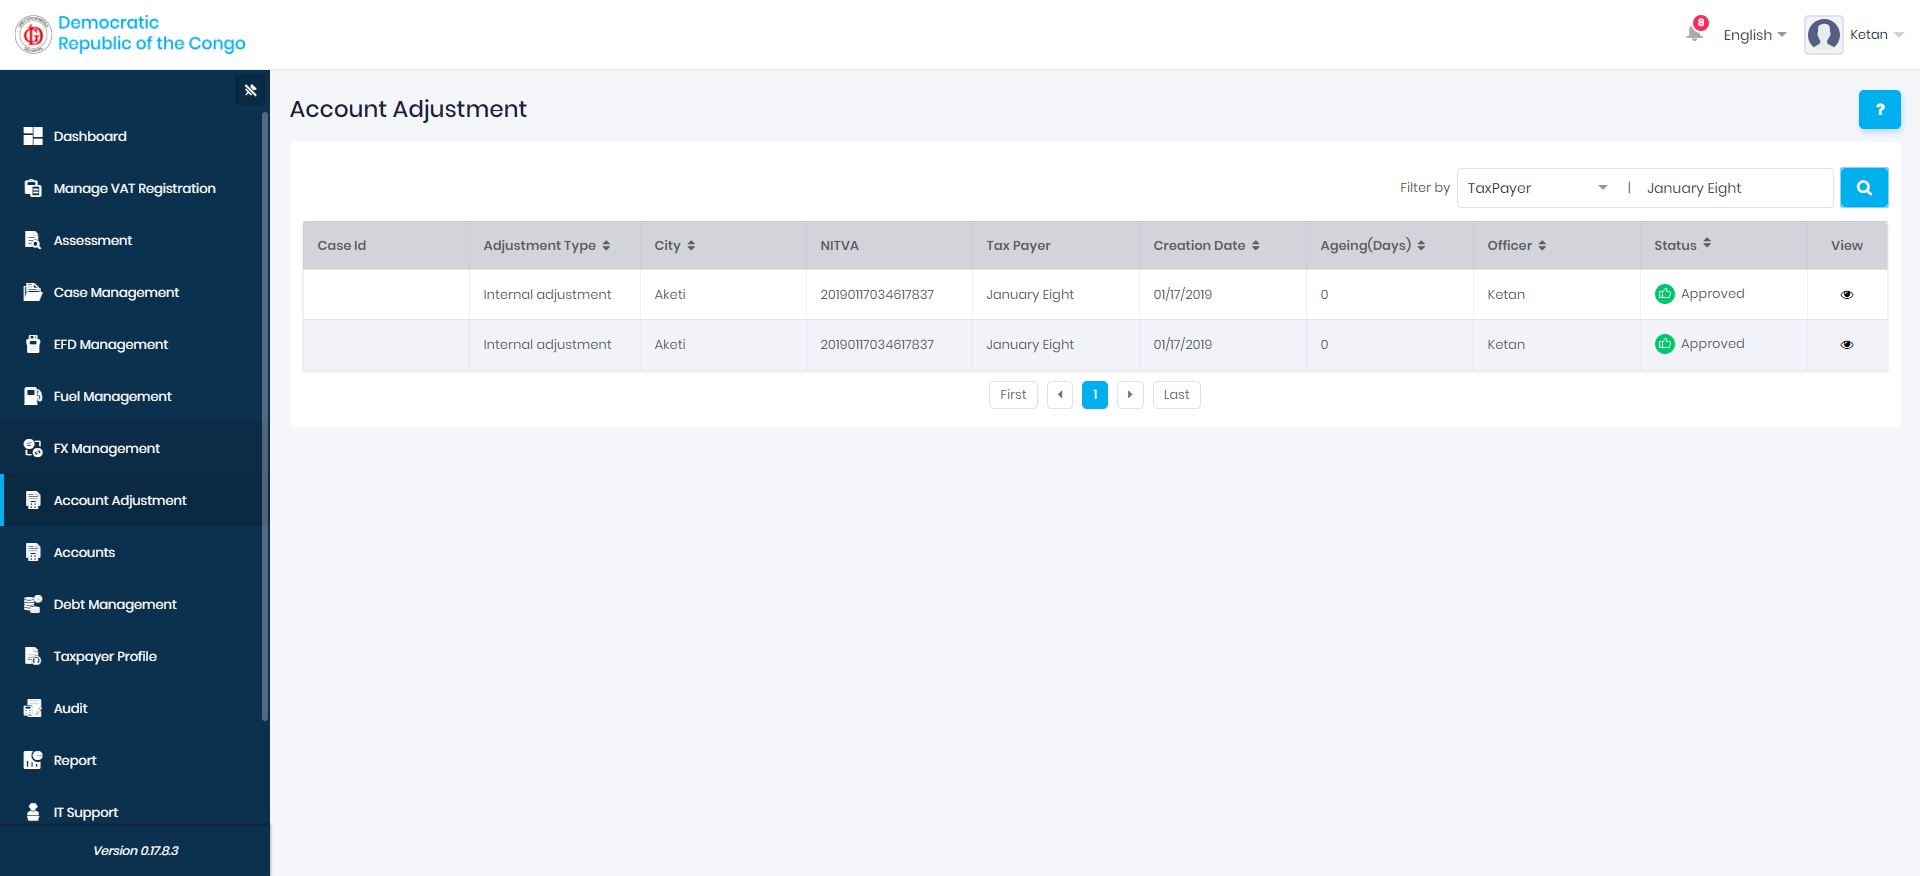 Democratic
Republic of the Congo
8
English
Ketan
Dashboard
Manage VAT Registration
Assessment
Case Management
EFD Management
Fuel Management
FX Management
Account Adjustment
Accounts
Debt Management
Taxpayer Profile
Audit
Report
IT Support
Version 0.17.8.3
Account Adjustment
?
Filter by TaxPayer | January Eight
Case Id Adjustment Type City NITVA Tax Payer Creation Date Ageing(Days) Officer Status View
Internal adjustment Aketi 20190117034617837 January Eight 01/17/2019 0 Ketan Approved
Internal adjustment Aketi 20190117034617837 January Eight 01/17/2019 0 Ketan Approved
First 1 Last